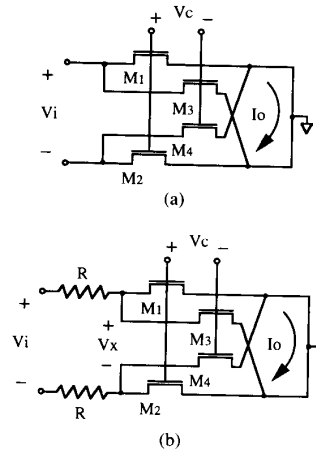 + Vc −
+
M1
Vi
M3
Io
−
M4
M2
(a)
+ Vc −
R
+
M1
+
Vi
Vx
M3
Io
−
M4
−
R
M2
(b)